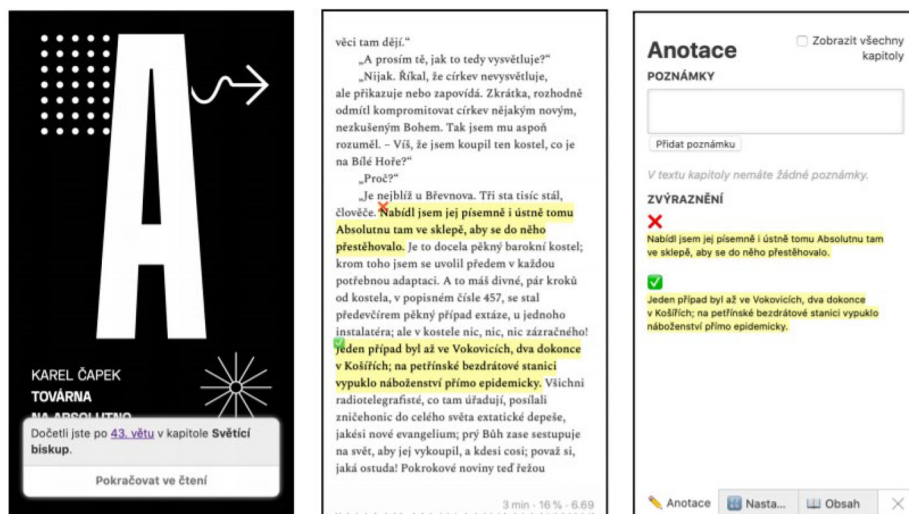 A
KAREL ČAPEK
TOVÁRNA
NA ABSOLUTNO
Dočetli jste po 43. větu v kapitole Světící
biskup.
Pokračovat ve čtení
věci tam dějí.“
„A prosím tě, jak to tedy vysvětluje?“
„Nijak. Říkal, že církev nevysvětluje,
ale přikazuje nebo zapovídá. Zkrátka, rozhodně
odmítl kompromitovat církev nějakým novým,
nezkušeným Bohem. Tak jsem mu aspoň
rozuměl. – Víš, že jsem koupil ten kostel, co je
na Bílé Hoře?“
„Proč?“
„Je nejblíž u Břevnova. Tři sta tisíc stál,
člověče. Nabídl jsem jej písemně i ústně tomu
Absolutnu tam ve sklepě, aby se do něho
přestěhovalo. Je to docela pěkný barokní kostel;
krom toho jsem se uvolil předem v každou
potřebnou adaptaci. A to máš divné, pár kroků
od kostela, v popisném čísle 457, se stal
předevčírem pěkný případ extáze, u jednoho
instalatéra; ale v kostele nic, nic, nic zázračného!
Jeden případ byl až ve Vokovicích, dva dokonce
v Košířích; na petřínské bezdrátové stanici
vypuklo náboženství přímo epidemicky. Všichni
radiotelegrafisté, co tam úřadují, posílali
zničehonic do celého světa extatické depeše,
jakési nové evangelium; prý Bůh zase sestupuje
na svět, aby jej vykoupil, a kdesi cosi; považ si,
jaká ostuda! Pokrokové noviny teď řežou
3 min · 16 % · 6.69
Anotace
Zobrazit všechny
kapitoly
POZNÁMKY
Přidat poznámku
V textu kapitoly nemáte žádné poznámky.
ZVÝRAZNĚNÍ
Nabídl jsem jej písemně i ústně tomu Absolutnu tam
ve sklepě, aby se do něho přestěhovalo.
Jeden případ byl až ve Vokovicích, dva dokonce
v Košířích; na petřínské bezdrátové stanici vypuklo
náboženství přímo epidemicky.
Anotace
Nasta...
Obsah